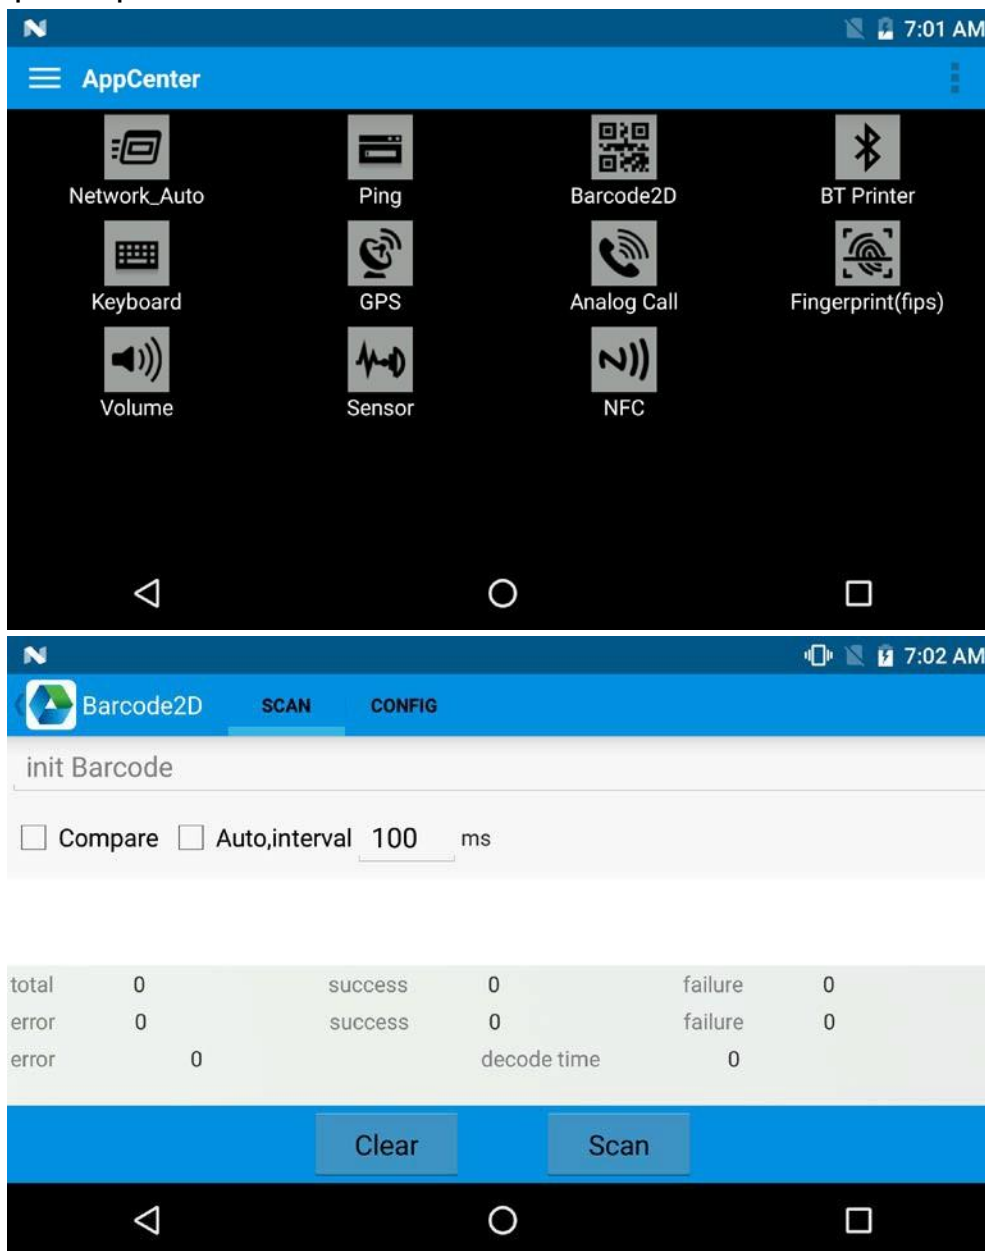 7:01 AM
AppCenter
Network_Auto Ping Barcode2D BT Printer
Keyboard GPS Analog Call Fingerprint(fips)
Volume Sensor NFC
7:02 AM
Barcode2D SCAN CONFIG
init Barcode
Compare Auto,interval 100 ms
total 0 success 0 failure 0
error 0 success 0 failure 0
error 0 decode time 0
Clear Scan